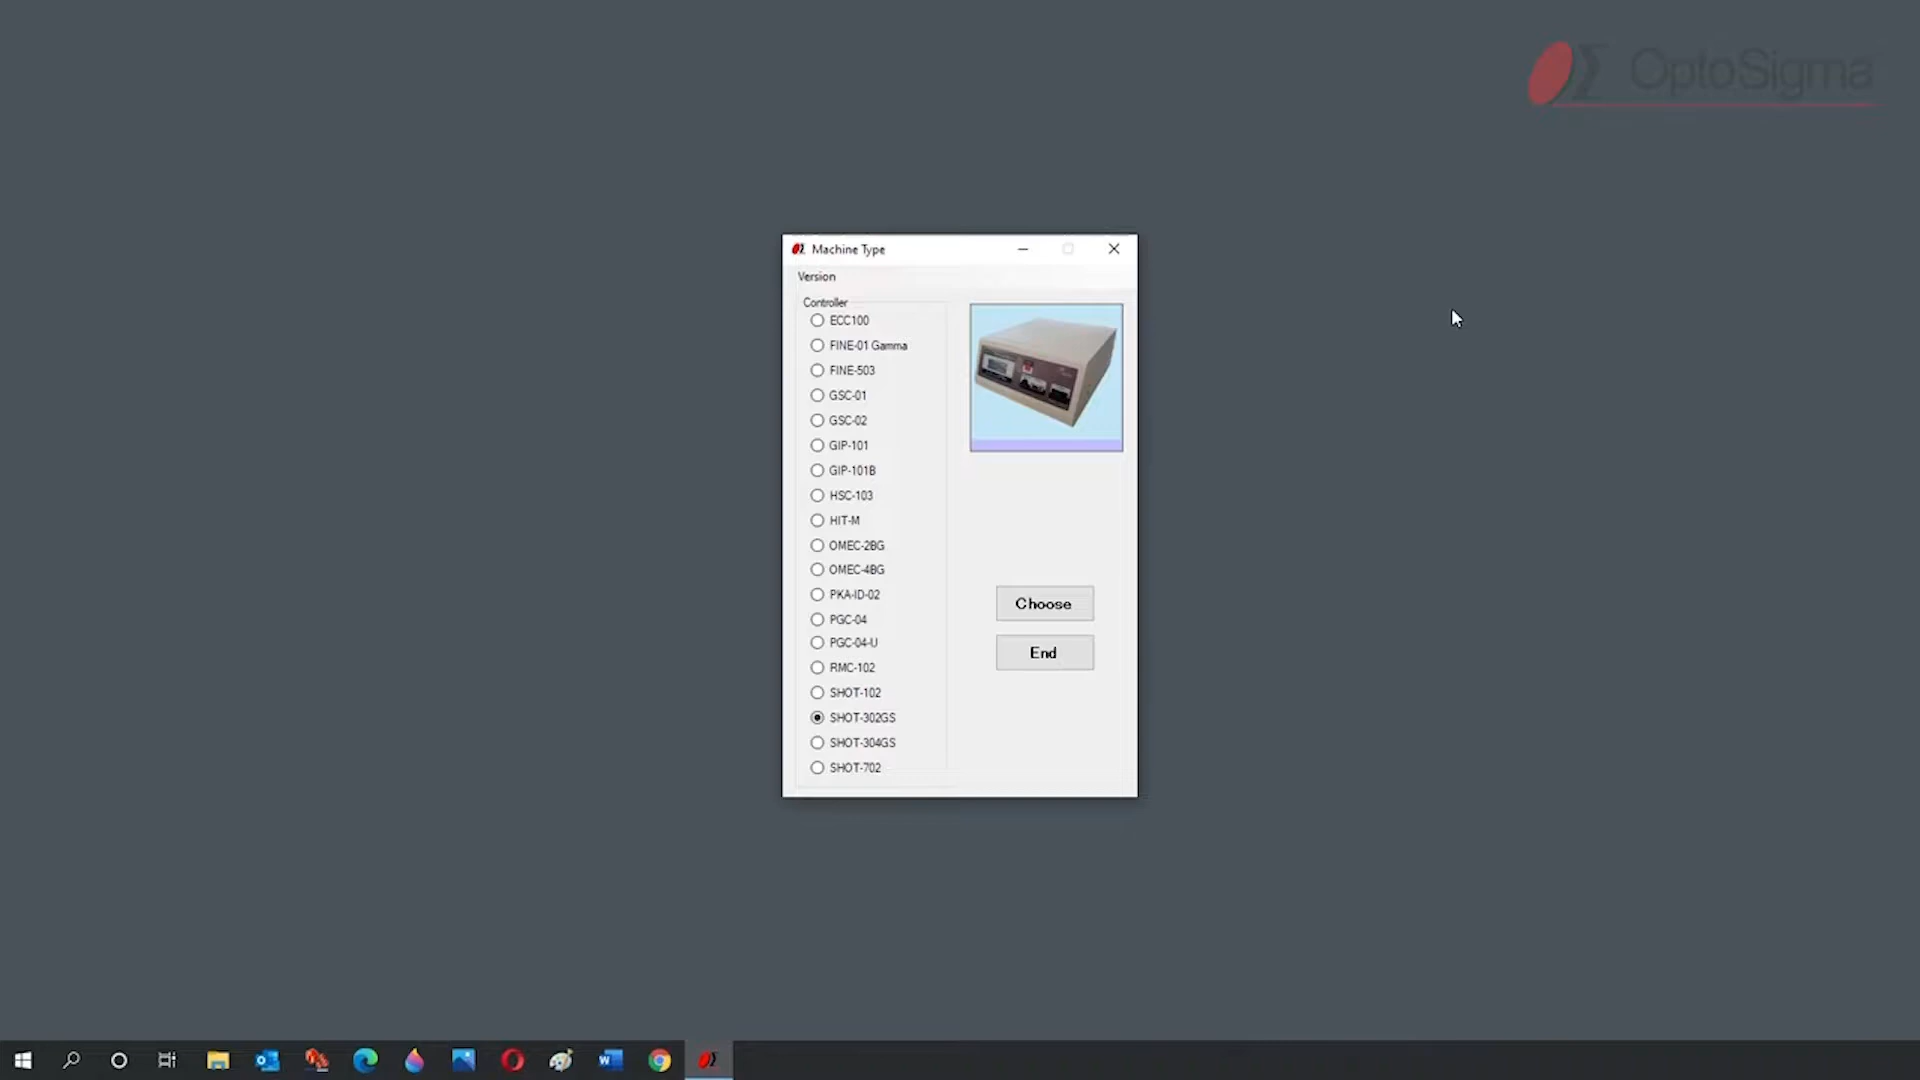 OptoSigma
Machine Type
Version
Controller
ECC100
FINE-01 Gamma
FINE-503
GSC-01
GSC-02
GIP-101
GIP-101B
HSC-103
HIT-M
OMEC-2BG
OMEC-4BG
PKA-ID-02
PGC-04
PGC-04-U
RMC-102
SHOT-102
SHOT-302GS
SHOT-304GS
SHOT-702
Choose
End